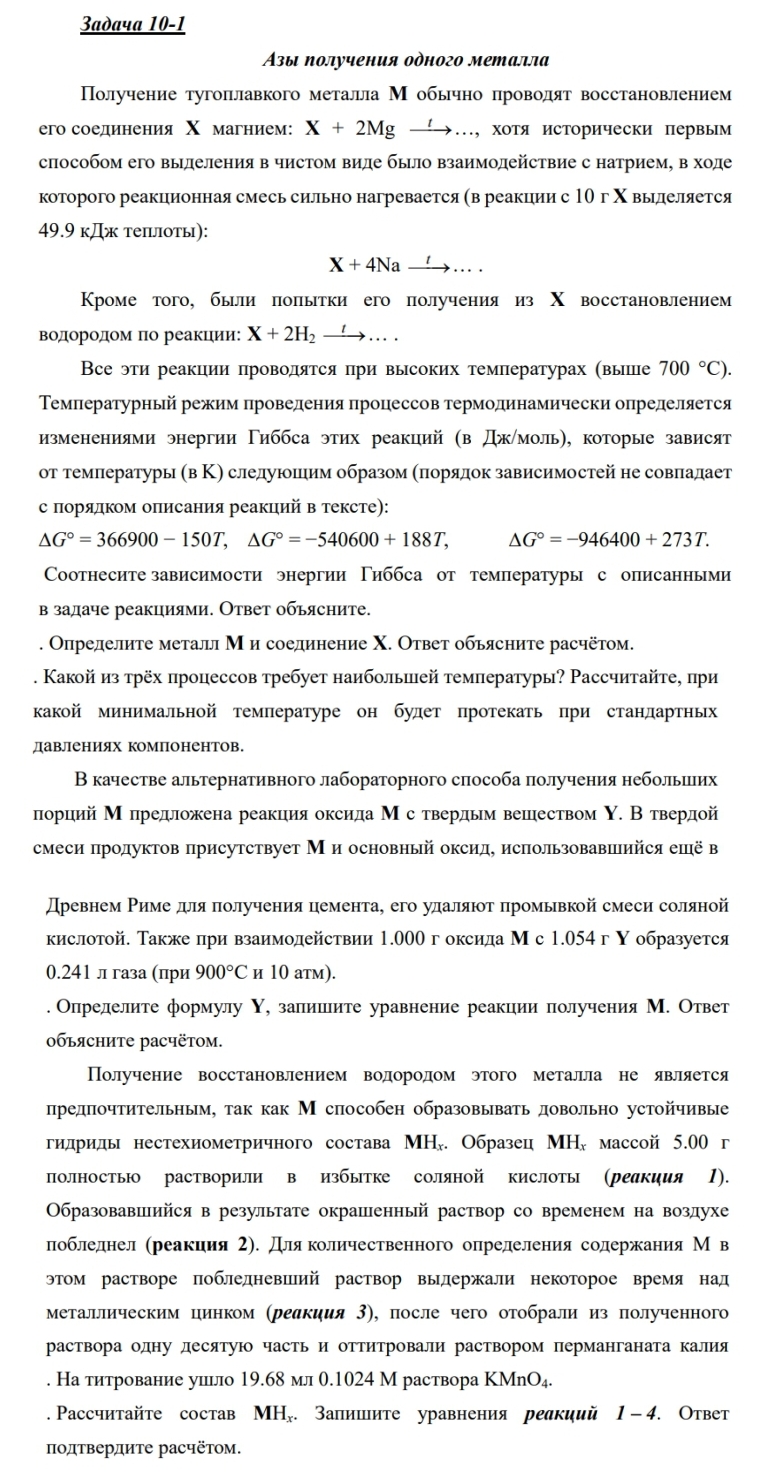 Задача 10-1
Азы получения одного металла
Получение тугоплавкого металла M обычно проводят восстановлением
его соединения X магнием: X + 2Mg —t→…, хотя исторически первым
способом его выделения в чистом виде было взаимодействие с натрием, в ходе
которого реакционная смесь сильно нагревается (в реакции с 10 г X выделяется
49.9 кДж теплоты):
X + 4Na —t→… .
Кроме того, были попытки его получения из X восстановлением
водородом по реакции: X + 2H₂ —t→… .
Все эти реакции проводятся при высоких температурах (выше 700 °C).
Температурный режим проведения процессов термодинамически определяется
изменениями энергии Гиббса этих реакций (в Дж/моль), которые зависят
от температуры (в K) следующим образом (порядок зависимостей не совпадает
с порядком описания реакций в тексте):
ΔG° = 366900 − 150T, ΔG° = −540600 + 188T, ΔG° = −946400 + 273T.
Соотнесите зависимости энергии Гиббса от температуры с описанными
в задаче реакциями. Ответ объясните.
. Определите металл M и соединение X. Ответ объясните расчётом.
. Какой из трёх процессов требует наибольшей температуры? Рассчитайте, при
какой минимальной температуре он будет протекать при стандартных
давлениях компонентов.
В качестве альтернативного лабораторного способа получения небольших
порций M предложена реакция оксида M с твердым веществом Y. В твердой
смеси продуктов присутствует M и основный оксид, использовавшийся ещё в
Древнем Риме для получения цемента, его удаляют промывкой смеси соляной
кислотой. Также при взаимодействии 1.000 г оксида M с 1.054 г Y образуется
0.241 л газа (при 900°C и 10 атм).
. Определите формулу Y, запишите уравнение реакции получения M. Ответ
объясните расчётом.
Получение восстановлением водородом этого металла не является
предпочтительным, так как M способен образовывать довольно устойчивые
гидриды нестехиометричного состава MHₓ. Образец MHₓ массой 5.00 г
полностью растворили в избытке соляной кислоты (реакция 1).
Образовавшийся в результате окрашенный раствор со временем на воздухе
побледнел (реакция 2). Для количественного определения содержания М в
этом растворе побледневший раствор выдержали некоторое время над
металлическим цинком (реакция 3), после чего отобрали из полученного
раствора одну десятую часть и оттитровали раствором перманганата калия
. На титрование ушло 19.68 мл 0.1024 М раствора KMnO₄.
. Рассчитайте состав MHₓ. Запишите уравнения реакций 1 – 4. Ответ
подтвердите расчётом.